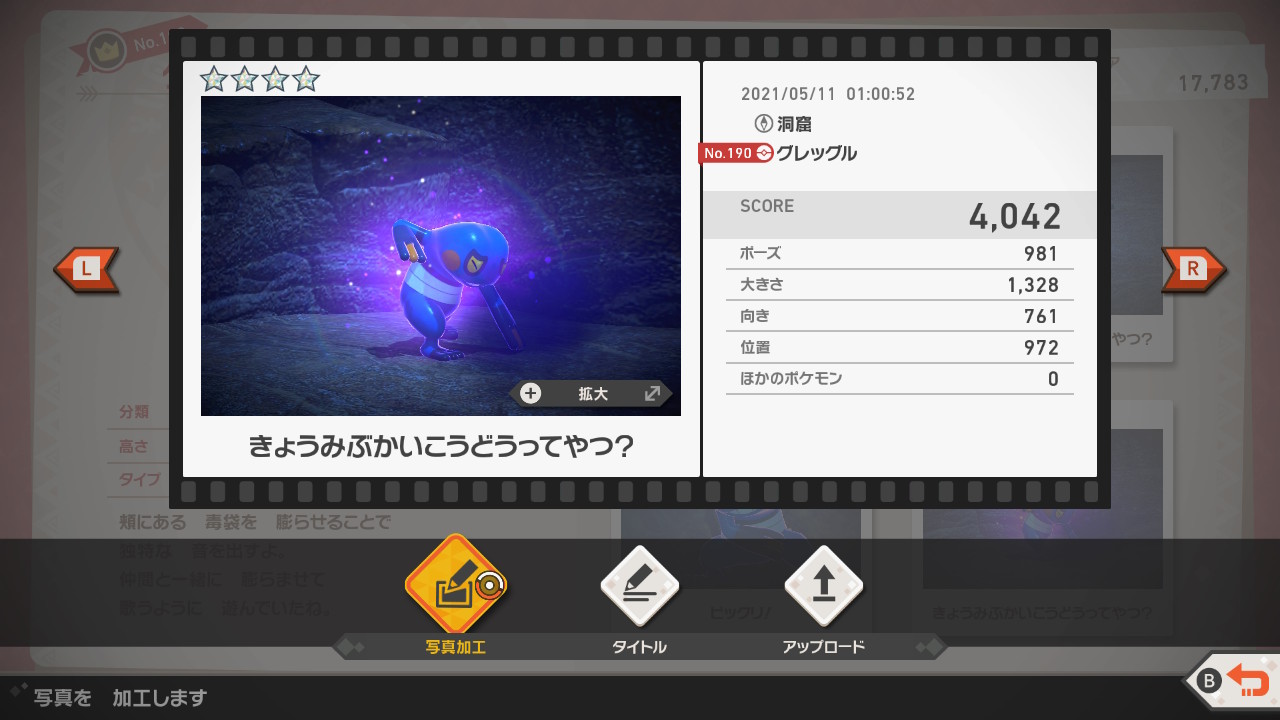 No.1
17,783
2021/05/11 01:00:52
洞窟
No.190 グレッグル
SCORE 4,042
ポーズ 981
大きさ 1,328
向き 761
位置 972
ほかのポケモン 0
L
R
+ 拡大
きょうみぶかいこうどうってやつ?
やつ?
分類
高さ
タイプ
頬にある 毒袋を 膨らせることで
独特な 音を出すよ。
仲間と一緒に 膨らませて
歌うように 遊んでいたね。
ビックリ!
きょうみぶかいこうどうってやつ?
写真加工
タイトル
アップロード
B
写真を 加工します